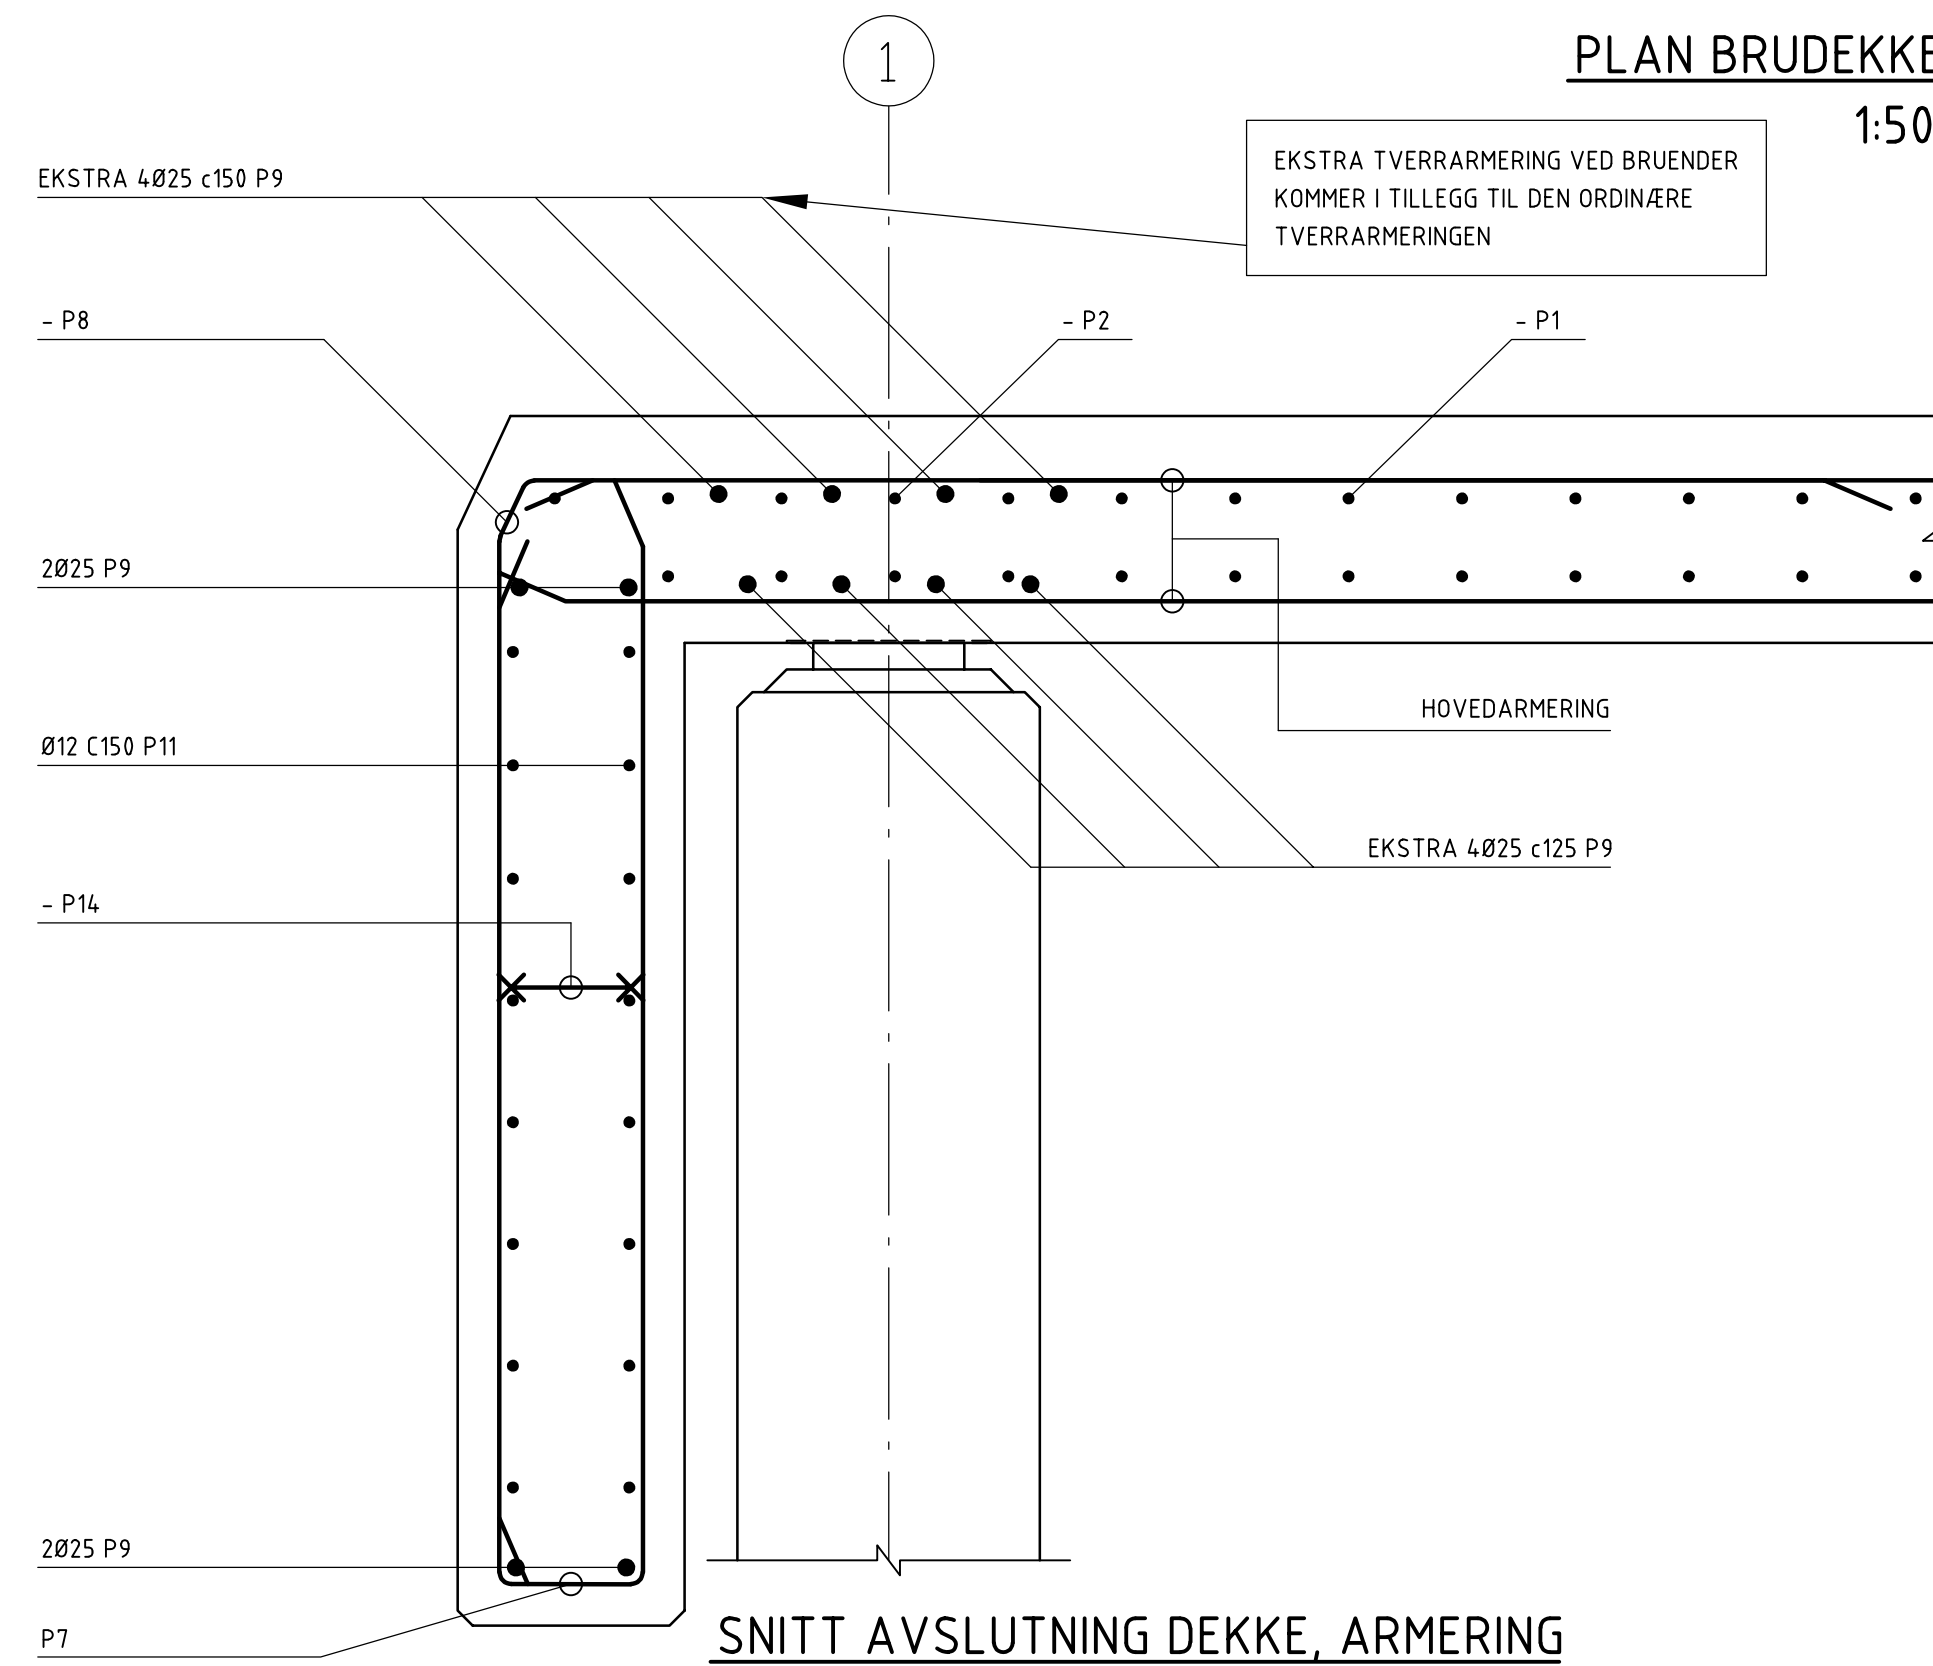 1
PLAN BRUDEKKE
1:50
EKSTRA TVERRARMERING VED BRUENDER
KOMMER I TILLEGG TIL DEN ORDINÆRE
TVERRARMERINGEN
EKSTRA 4Ø25 c150 P9
- P8
- P2
- P1
2Ø25 P9
HOVEDARMERING
Ø12 C150 P11
EKSTRA 4Ø25 c125 P9
- P14
2Ø25 P9
P7
SNITT AVSLUTNING DEKKE, ARMERING